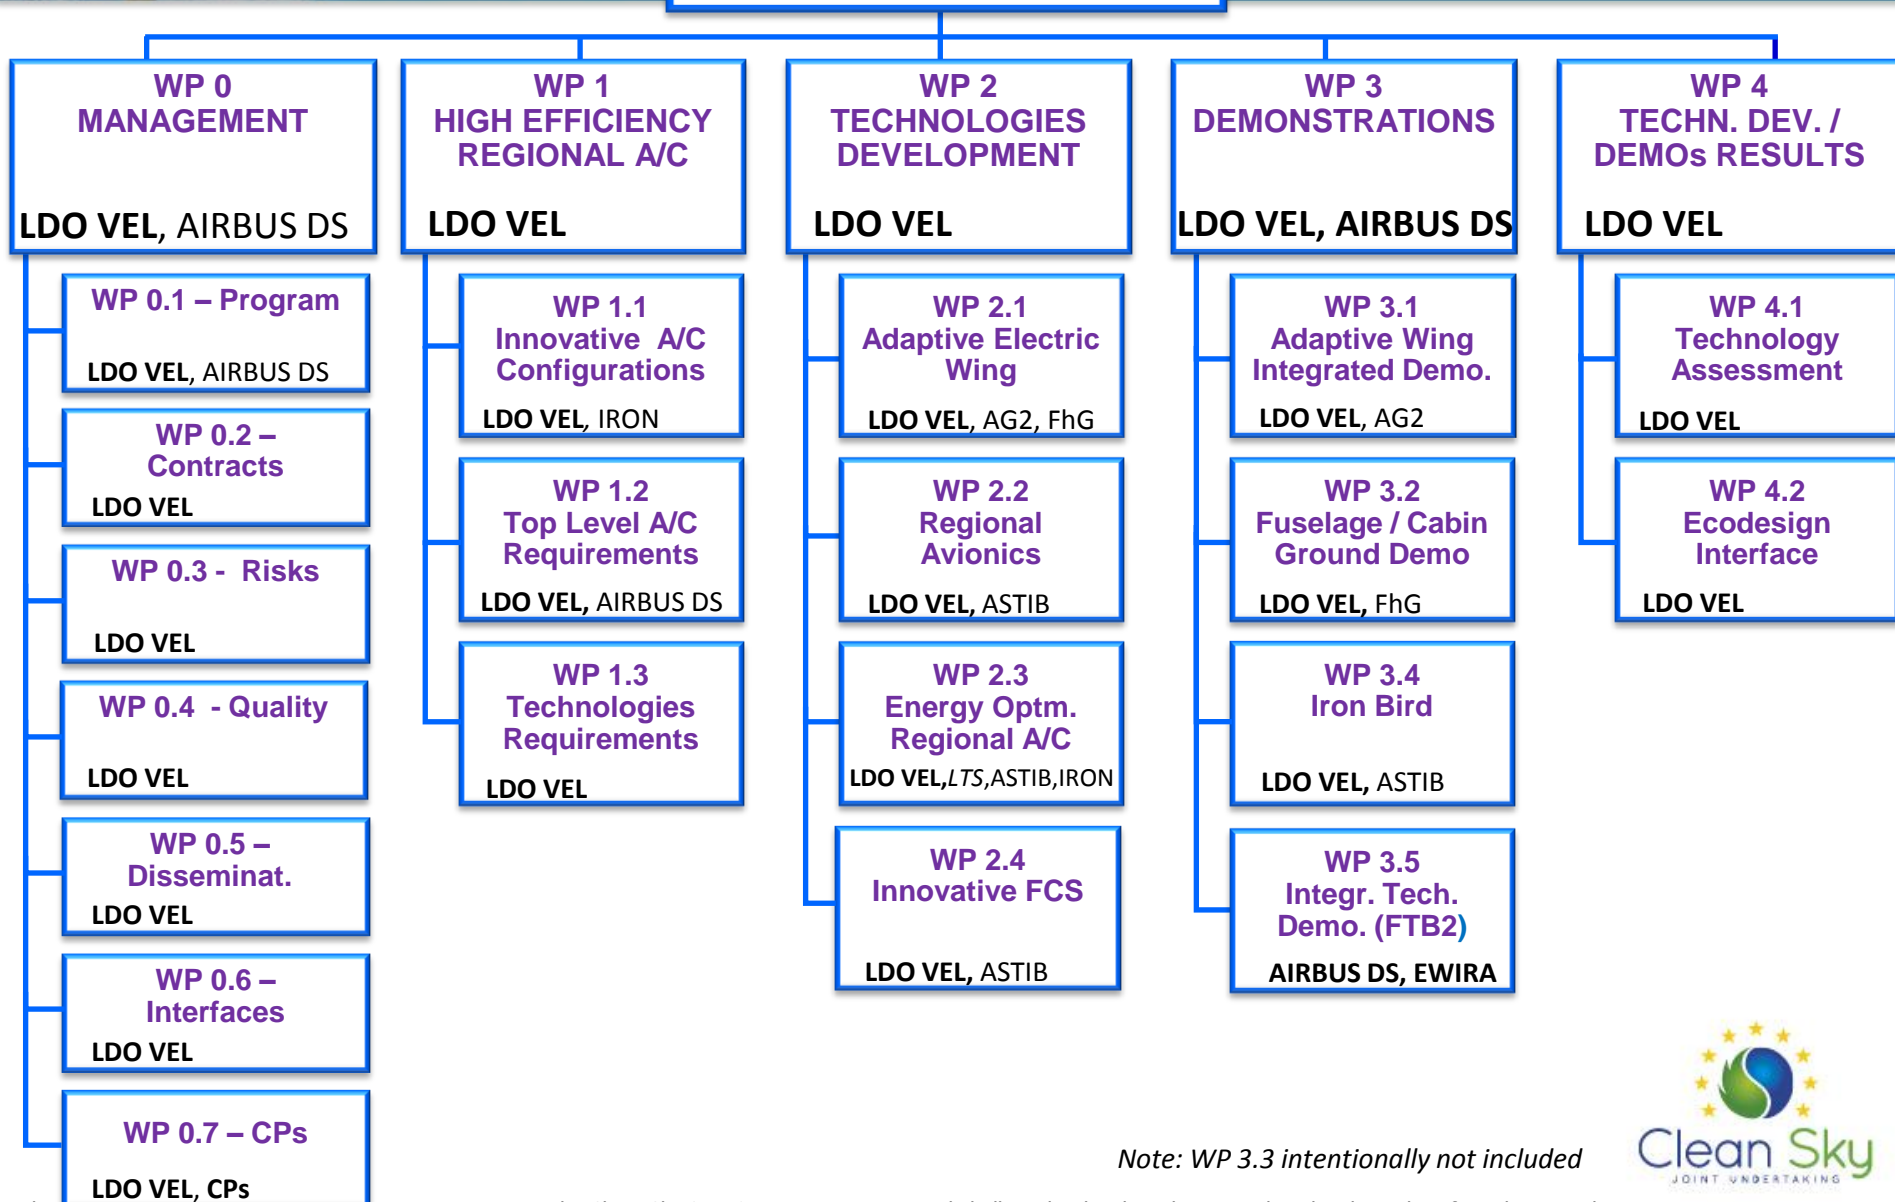 WP 0
MANAGEMENT
LDO VEL, AIRBUS DS
WP 0.1 – Program
LDO VEL, AIRBUS DS
WP 0.2 –
Contracts
LDO VEL
WP 0.3 - Risks
LDO VEL
WP 0.4 - Quality
LDO VEL
WP 0.5 –
Disseminat.
LDO VEL
WP 0.6 –
Interfaces
LDO VEL
WP 0.7 – CPs
LDO VEL, CPs
WP 1
HIGH EFFICIENCY
REGIONAL A/C
LDO VEL
WP 1.1
Innovative A/C
Configurations
LDO VEL, IRON
WP 1.2
Top Level A/C
Requirements
LDO VEL, AIRBUS DS
WP 1.3
Technologies
Requirements
LDO VEL
WP 2
TECHNOLOGIES
DEVELOPMENT
LDO VEL
WP 2.1
Adaptive Electric
Wing
LDO VEL, AG2, FhG
WP 2.2
Regional
Avionics
LDO VEL, ASTIB
WP 2.3
Energy Optm.
Regional A/C
LDO VEL,LTS,ASTIB,IRON
WP 2.4
Innovative FCS
LDO VEL, ASTIB
WP 3
DEMONSTRATIONS
LDO VEL, AIRBUS DS
WP 3.1
Adaptive Wing
Integrated Demo.
LDO VEL, AG2
WP 3.2
Fuselage / Cabin
Ground Demo
LDO VEL, FhG
WP 3.4
Iron Bird
LDO VEL, ASTIB
WP 3.5
Integr. Tech.
Demo. (FTB2)
AIRBUS DS, EWIRA
WP 4
TECHN. DEV. /
DEMOs RESULTS
LDO VEL
WP 4.1
Technology
Assessment
LDO VEL
WP 4.2
Ecodesign
Interface
LDO VEL
Note: WP 3.3 intentionally not included
Clean Sky
JOINT UNDERTAKING